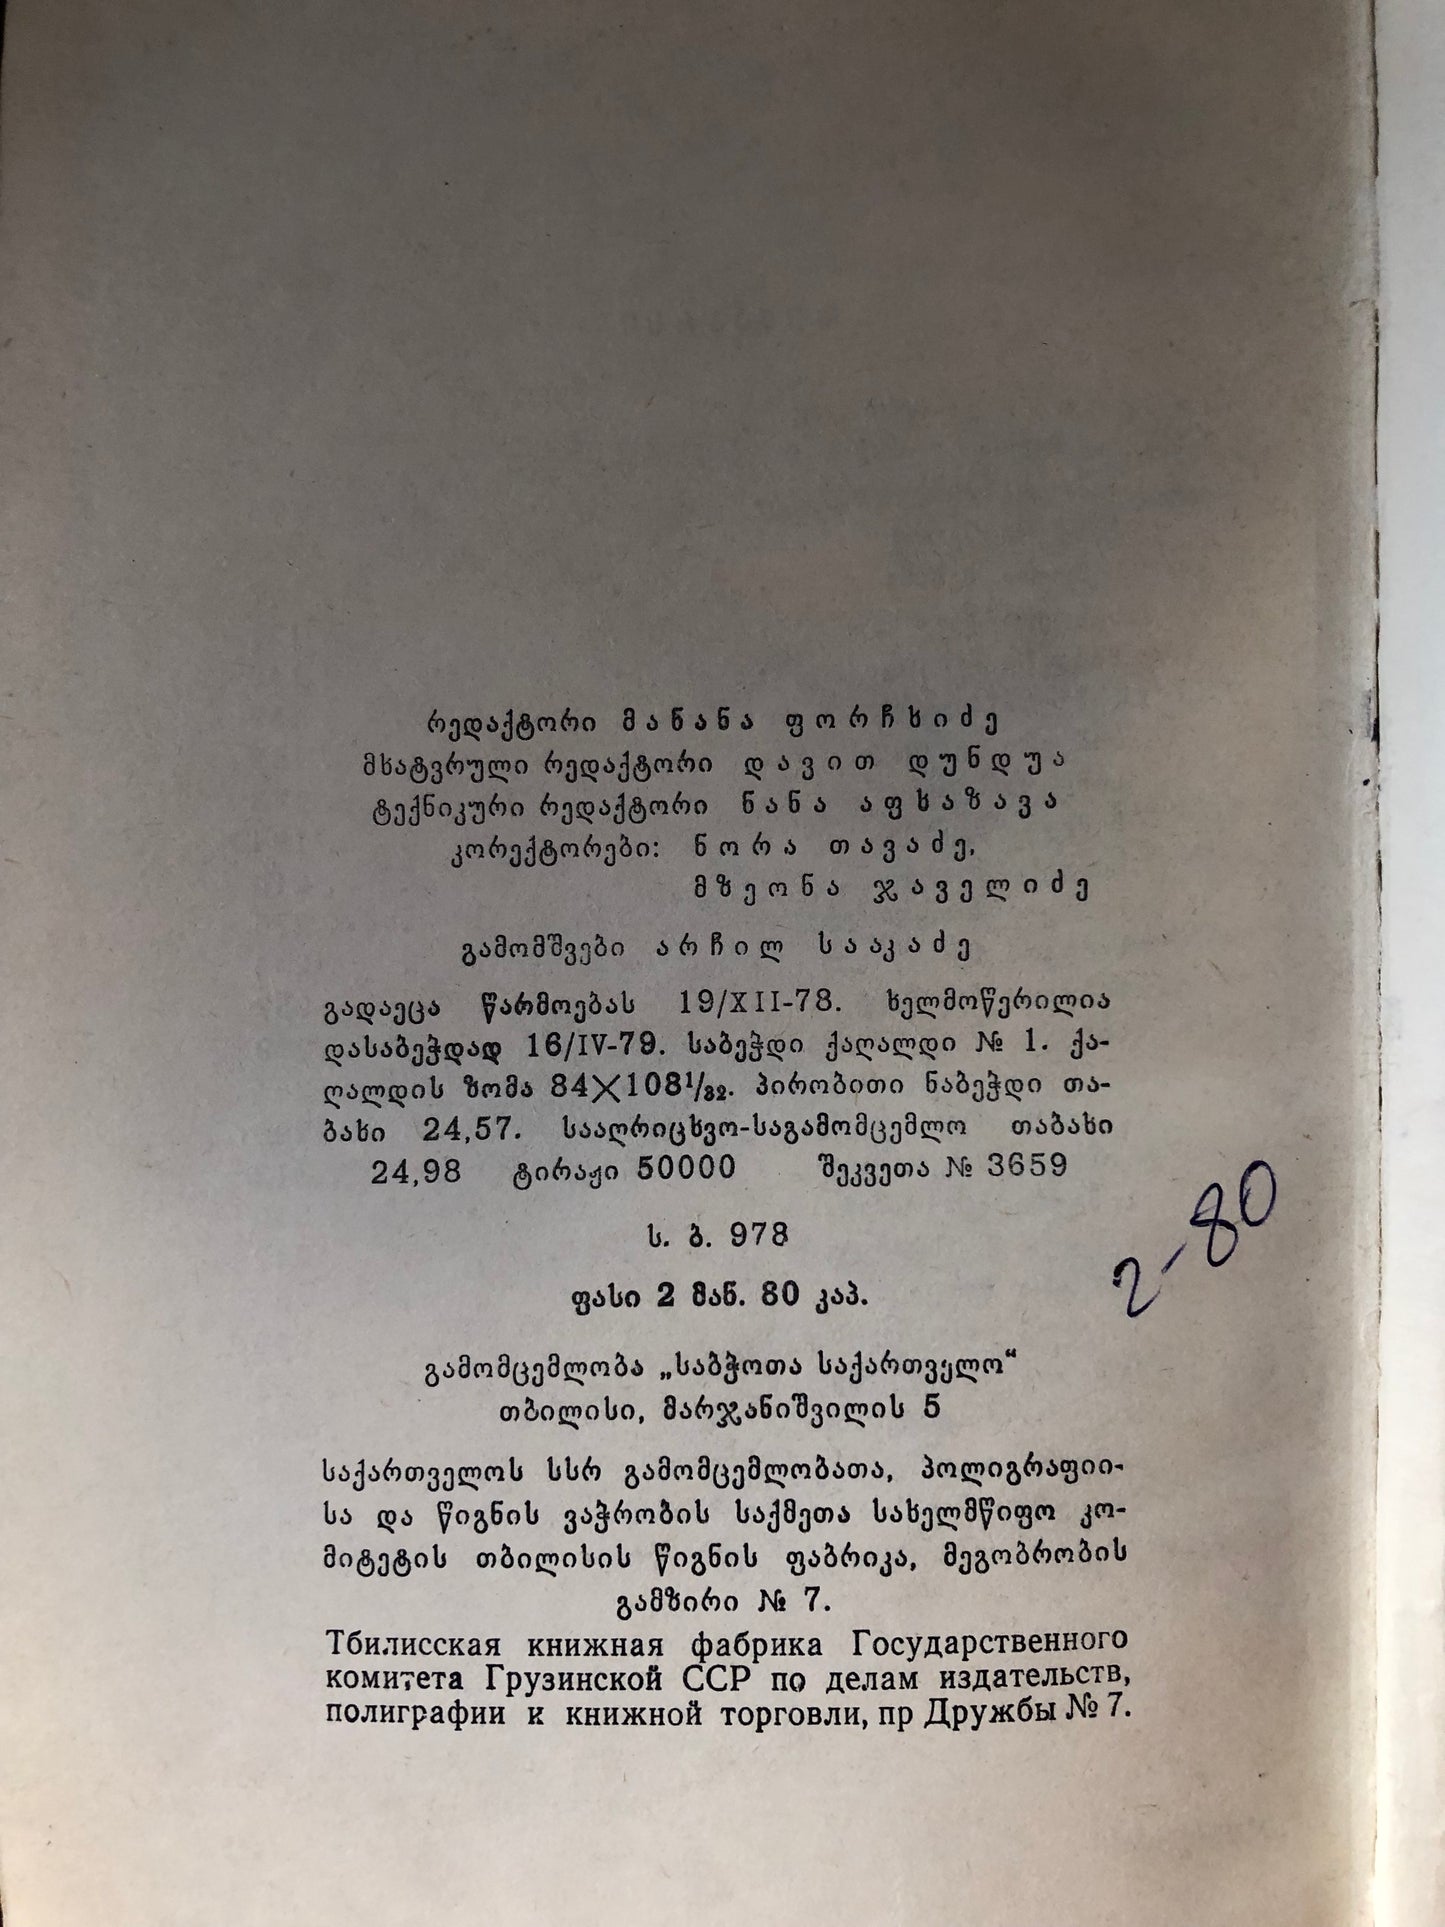 რედაქტორი მანანა ფორჩხიძე
მხატვრული რედაქტორი დავით დუნდუა
ტექნიკური რედაქტორი ნანა აფხაზავა
კორექტორები: ნორა თავაძე,
მზეონა ჯაველიძე
გამომშვები არჩილ სააკაძე
გადაეცა წარმოებას 19/XII-78. ხელმოწერილია
დასაბეჭდად 16/IV-79. საბეჭდი ქაღალდი № 1. ქა-
ღალდის ზომა 84×108¹/₃₂. პირობითი ნაბეჭდი თა-
ბახი 24,57. სააღრიცხვო-საგამომცემლო თაბახი
24,98 ტირაჟი 50000 შეკვეთა № 3659
ს. ბ. 978
ფასი 2 მან. 80 კაპ.
2-80
გამომცემლობა „საბჭოთა საქართველო“
თბილისი, მარჯანიშვილის 5
საქართველოს სსრ გამომცემლობათა, პოლიგრაფიი-
სა და წიგნის ვაჭრობის საქმეთა სახელმწიფო კო-
მიტეტის თბილისის წიგნის ფაბრიკა, მეგობრობის
გამზირი № 7.
Тбилисская книжная фабрика Государственного
комитета Грузинской ССР по делам издательств,
полиграфии к книжной торговли, пр Дружбы № 7.